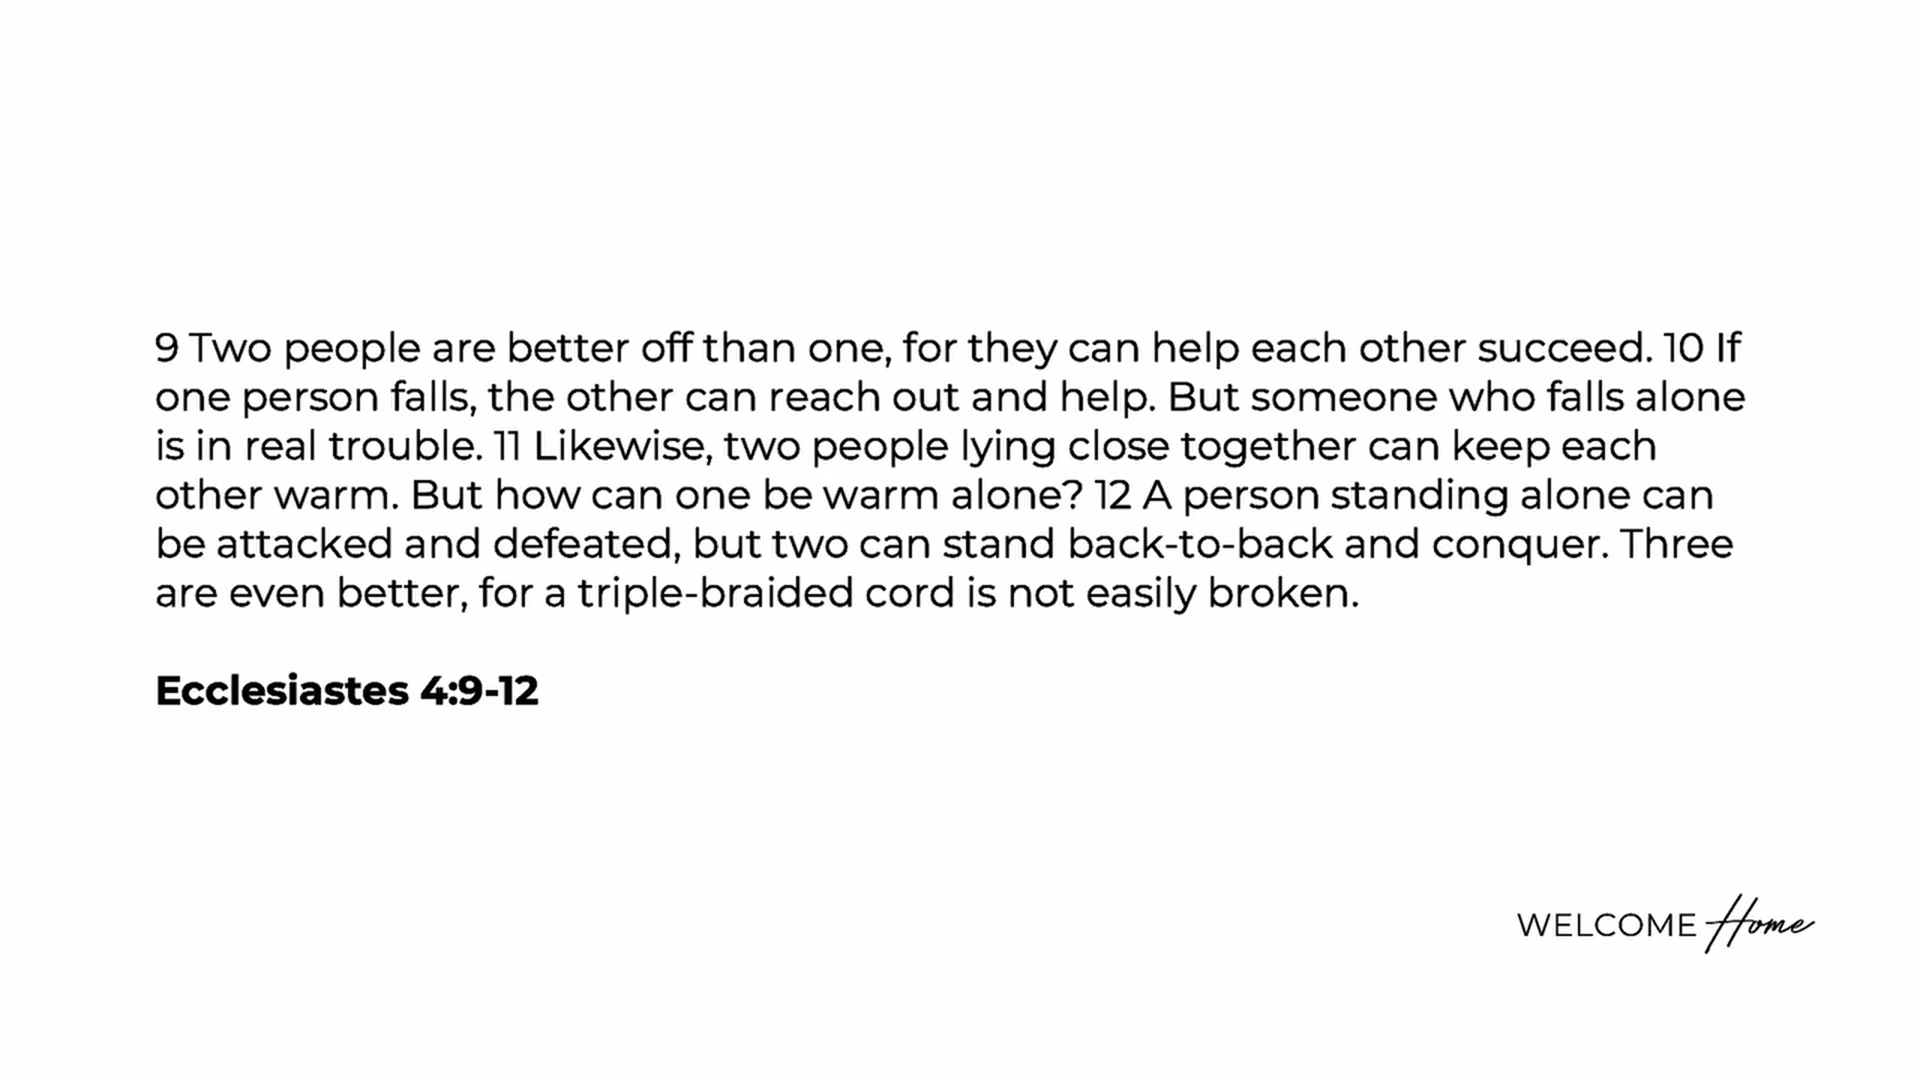 9 Two people are better off than one, for they can help each other succeed. 10 If
one person falls, the other can reach out and help. But someone who falls alone
is in real trouble. 11 Likewise, two people lying close together can keep each
other warm. But how can one be warm alone? 12 A person standing alone can
be attacked and defeated, but two can stand back-to-back and conquer. Three
are even better, for a triple-braided cord is not easily broken.
Ecclesiastes 4:9-12
WELCOME Home